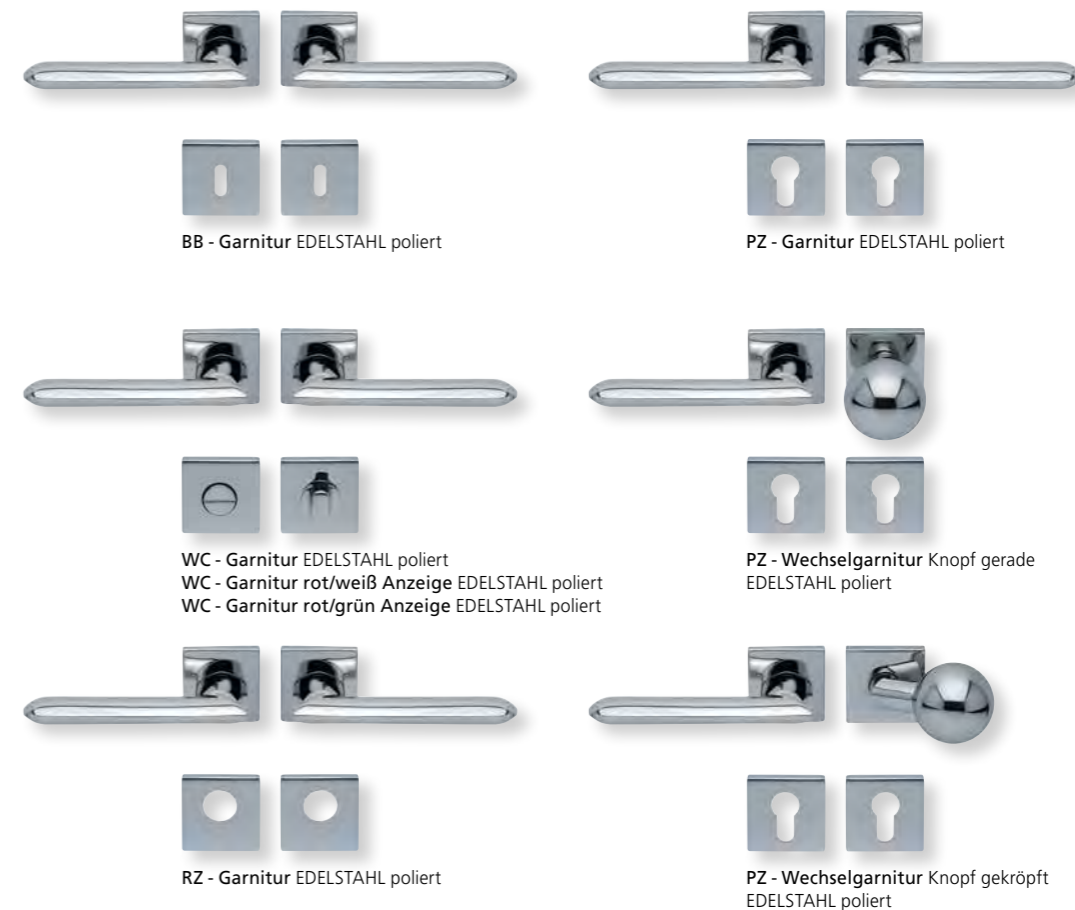 BB - Garnitur EDELSTAHL poliert
PZ - Garnitur EDELSTAHL poliert
WC - Garnitur EDELSTAHL poliert
WC - Garnitur rot/weiß Anzeige EDELSTAHL poliert
WC - Garnitur rot/grün Anzeige EDELSTAHL poliert
PZ - Wechselgarnitur Knopf gerade
EDELSTAHL poliert
RZ - Garnitur EDELSTAHL poliert
PZ - Wechselgarnitur Knopf gekröpft
EDELSTAHL poliert